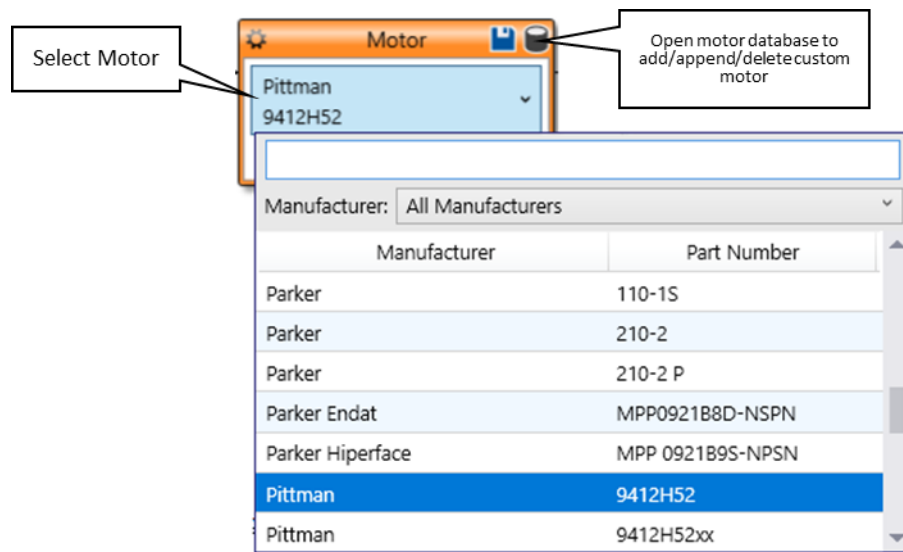 Select Motor
Motor
Open motor database to
add/append/delete custom
motor
Pittman
9412H52
Manufacturer: All Manufacturers
Manufacturer Part Number
Parker 110-1S
Parker 210-2
Parker 210-2 P
Parker Endat MPP0921B8D-NSPN
Parker Hiperface MPP 0921B9S-NPSN
Pittman 9412H52
Pittman 9412H52xx